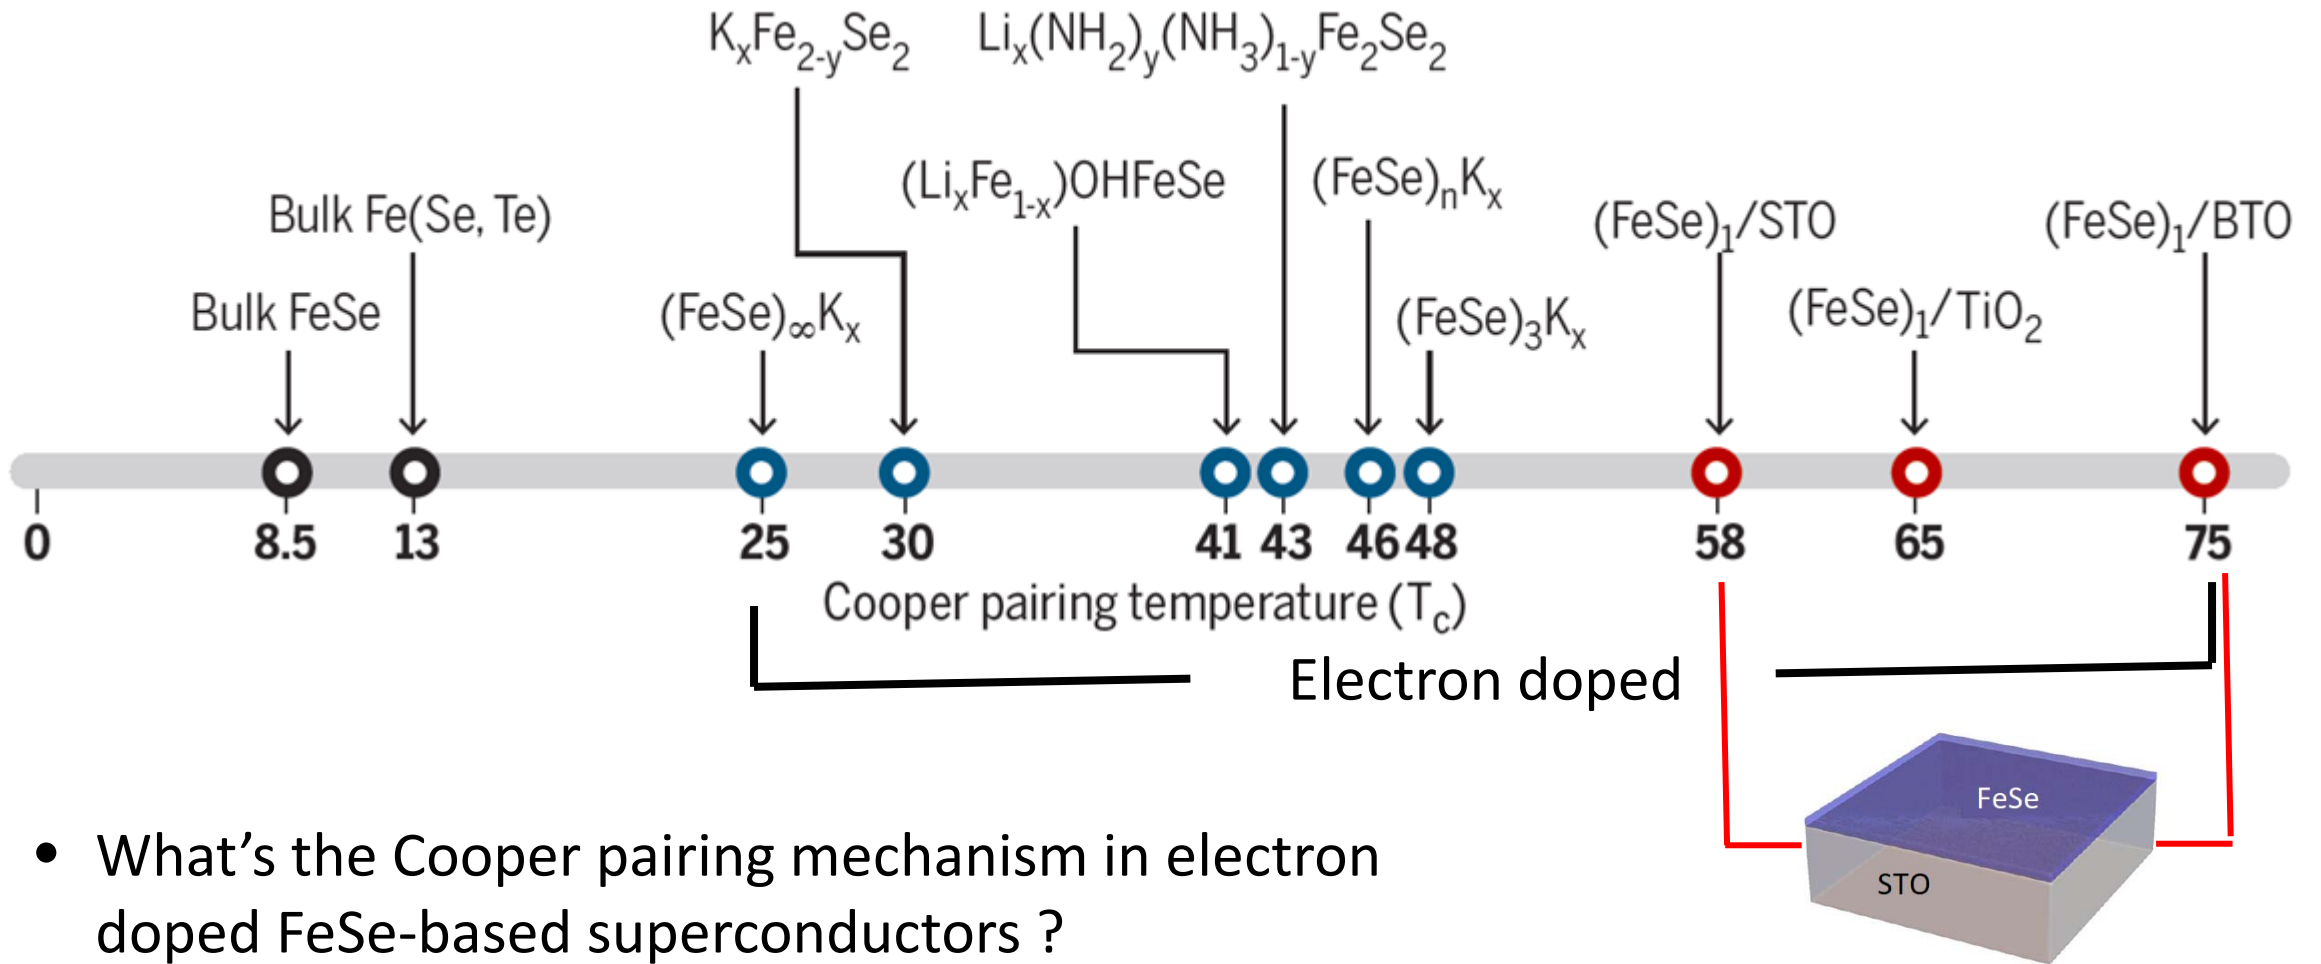 KₓFe₂₋ᵧSe₂
Liₓ(NH₂)ᵧ(NH₃)₁₋ᵧFe₂Se₂
(LiₓFe₁₋ₓ)OHFeSe
(FeSe)ₙKₓ
Bulk Fe(Se, Te)
(FeSe)₁/STO
(FeSe)₁/BTO
Bulk FeSe
(FeSe)∞Kₓ
(FeSe)₃Kₓ
(FeSe)₁/TiO₂
0 8.5 13 25 30 41 43 46 48 58 65 75
Cooper pairing temperature (T꜀)
Electron doped
FeSe
STO
• What's the Cooper pairing mechanism in electron
doped FeSe-based superconductors ?